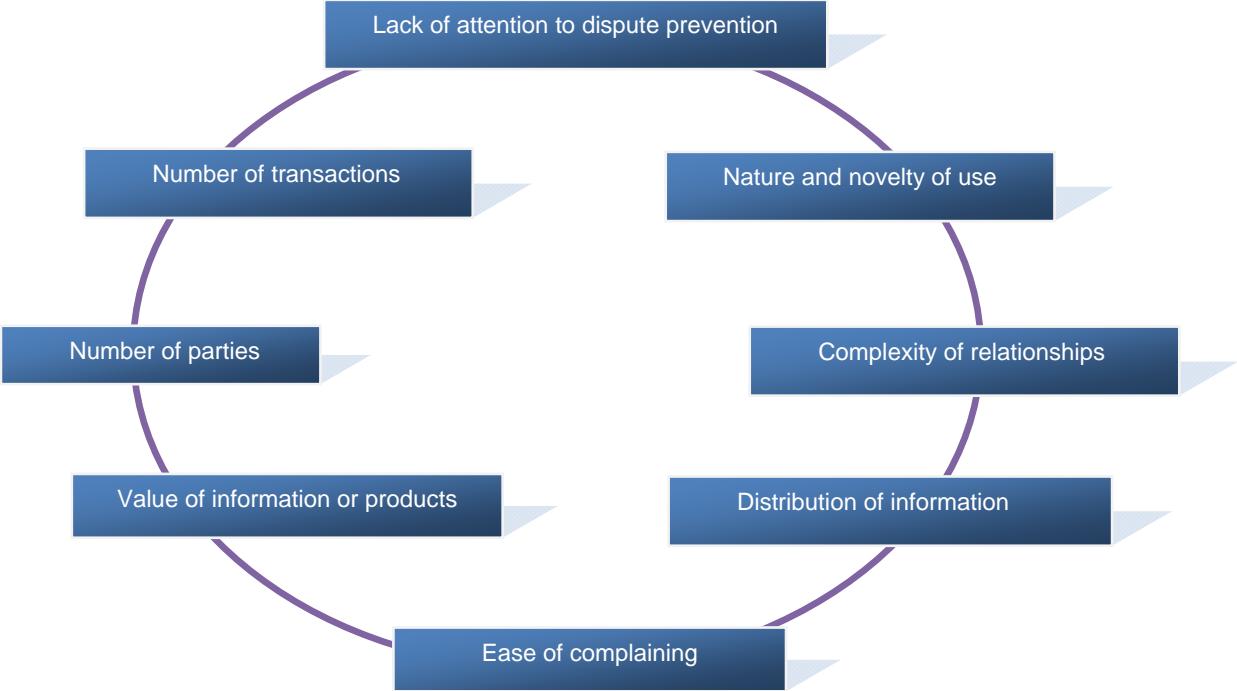 Lack of attention to dispute prevention
Number of transactions
Nature and novelty of use
Number of parties
Complexity of relationships
Value of information or products
Distribution of information
Ease of complaining